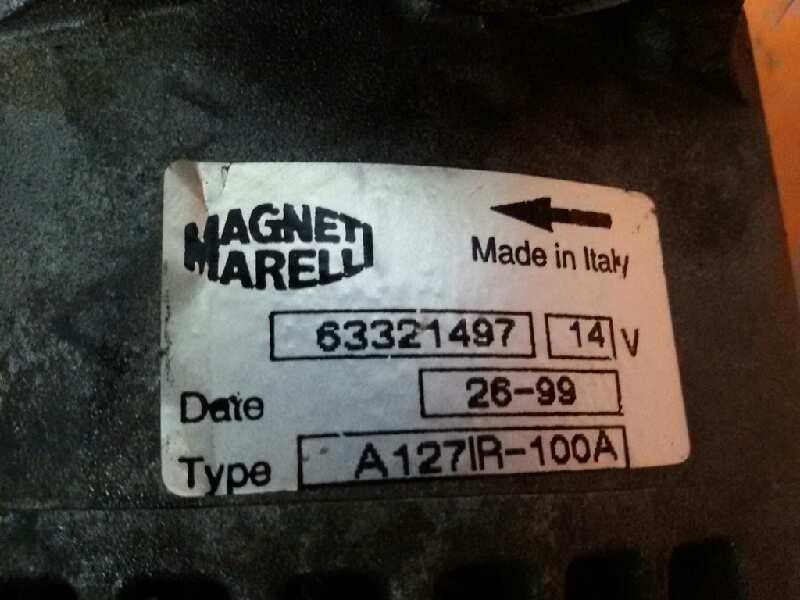 MAGNETI
MARELLI
Made in Italy
63321497 14 V
Date 26-99
Type A127IR-100A